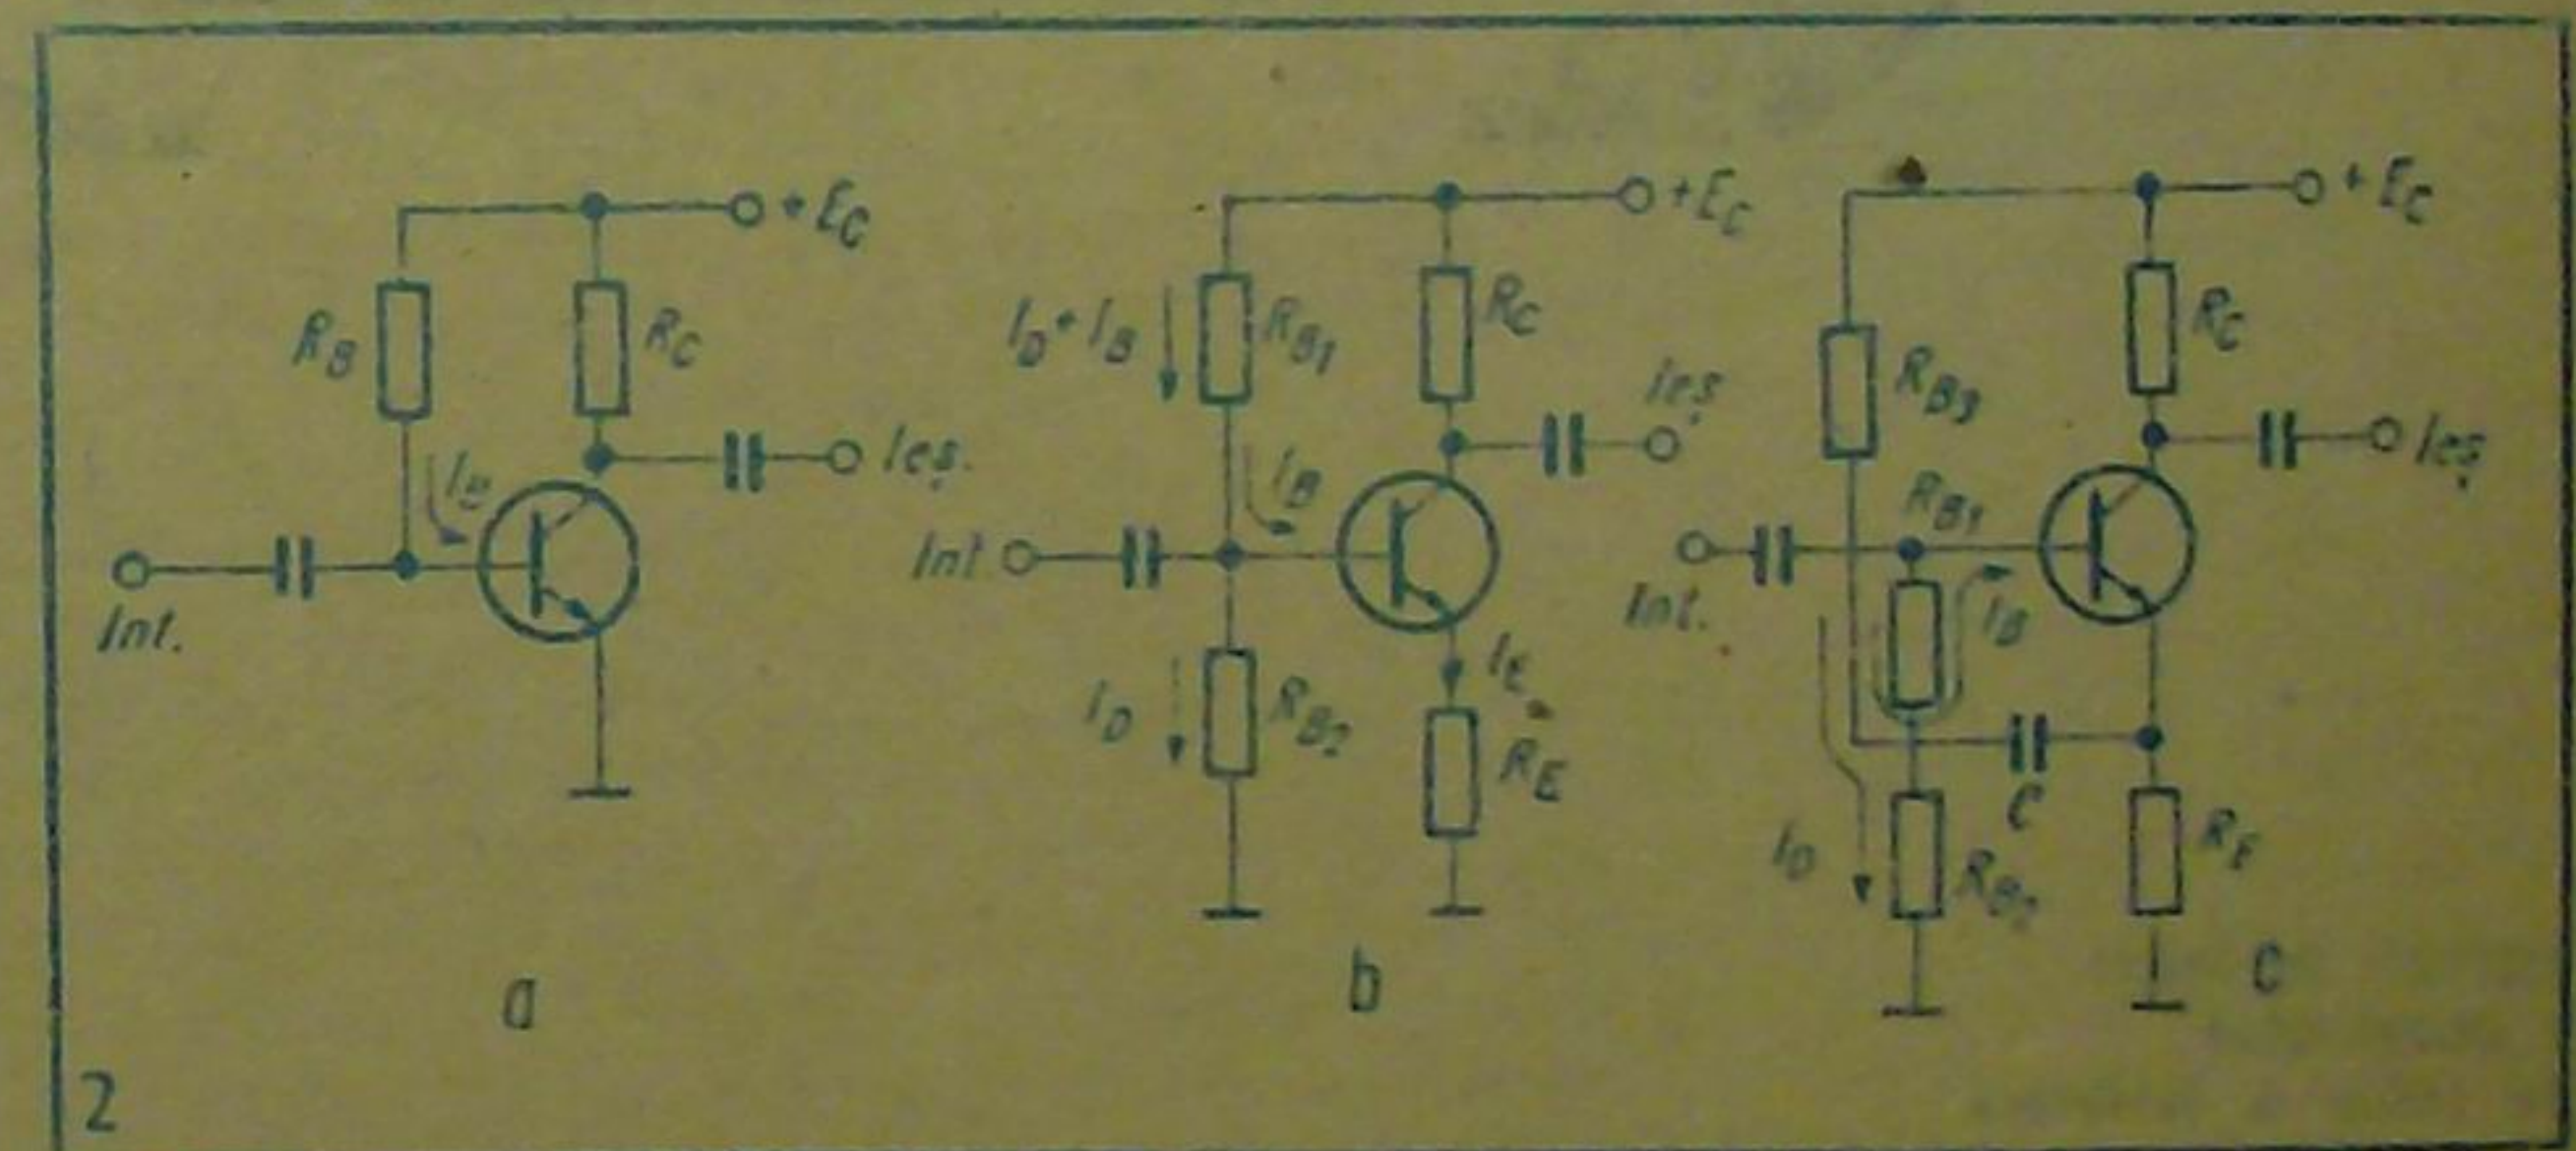 + EC
RB
RC
IB
Ieș.
Int.
a
+ EC
ID + IB
RB1
RC
Ieș
IB
Int
IE
ID
RB2
RE
b
+ EC
RC
RB3
Ieș
RB1
Int.
IB
C
ID
RB2
RE
c
2